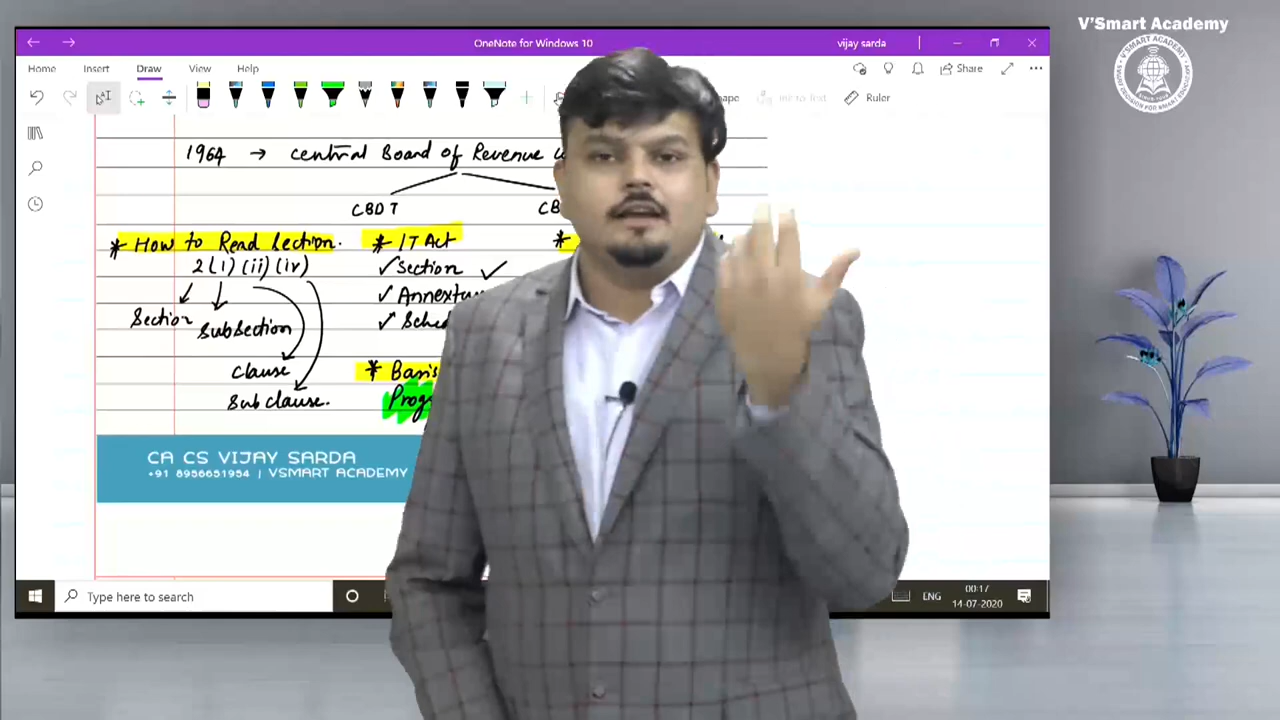 V'Smart Academy
OneNote for Windows 10
vijay sarda
Home Insert Draw View Help
Share
Ruler
1964 → Central Board of Revenue
CBDT
* How to Read Section.
* IT Act
*
2(1)(ii)(iv)
✓ Section ✓
✓
✓
Section
Subsection
Clause
Sub clause.
*
CA CS VIJAY SARDA
+91 8956651954 | VSMART ACADEMY
Type here to search
ENG
00:17
14-07-2020